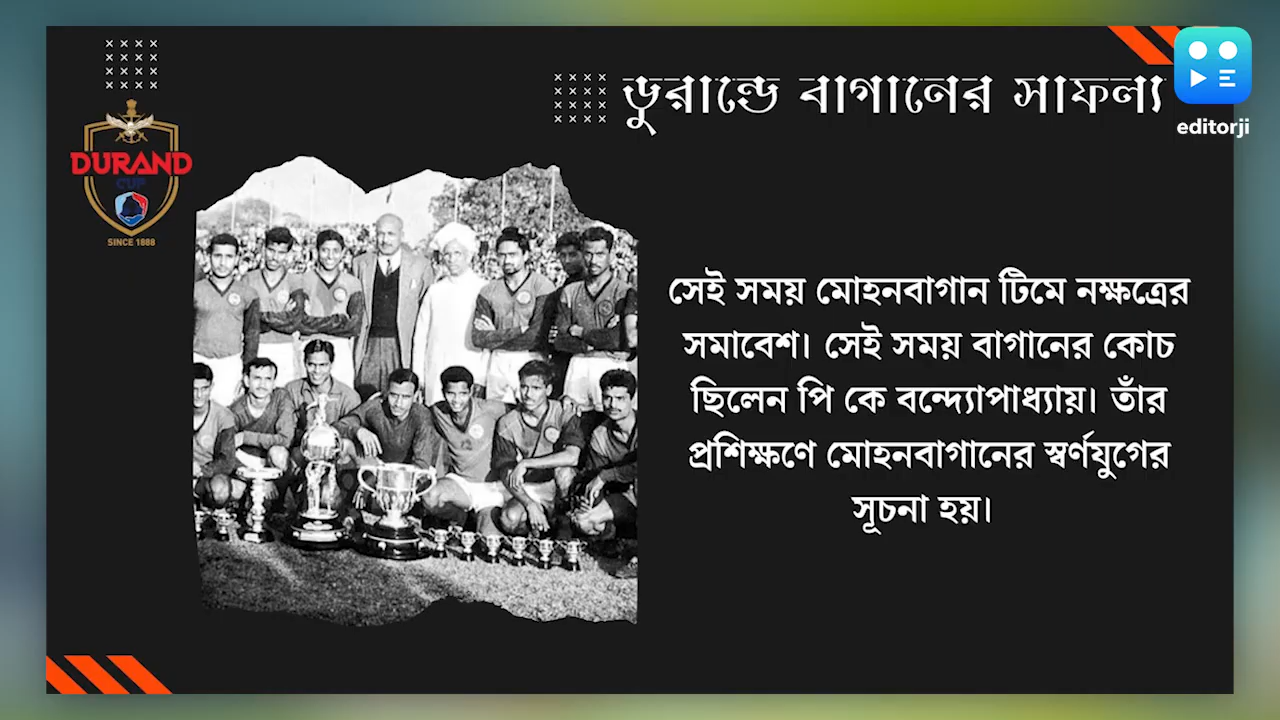 ডুরান্ডে বাগানের সাফল্য
editorji
DURAND
CUP
SINCE 1888
সেই সময় মোহনবাগান টিমে নক্ষত্রের
সমাবেশ। সেই সময় বাগানের কোচ
ছিলেন পি কে বন্দ্যোপাধ্যায়। তাঁর
প্রশিক্ষণে মোহনবাগানের স্বর্ণযুগের
সূচনা হয়।